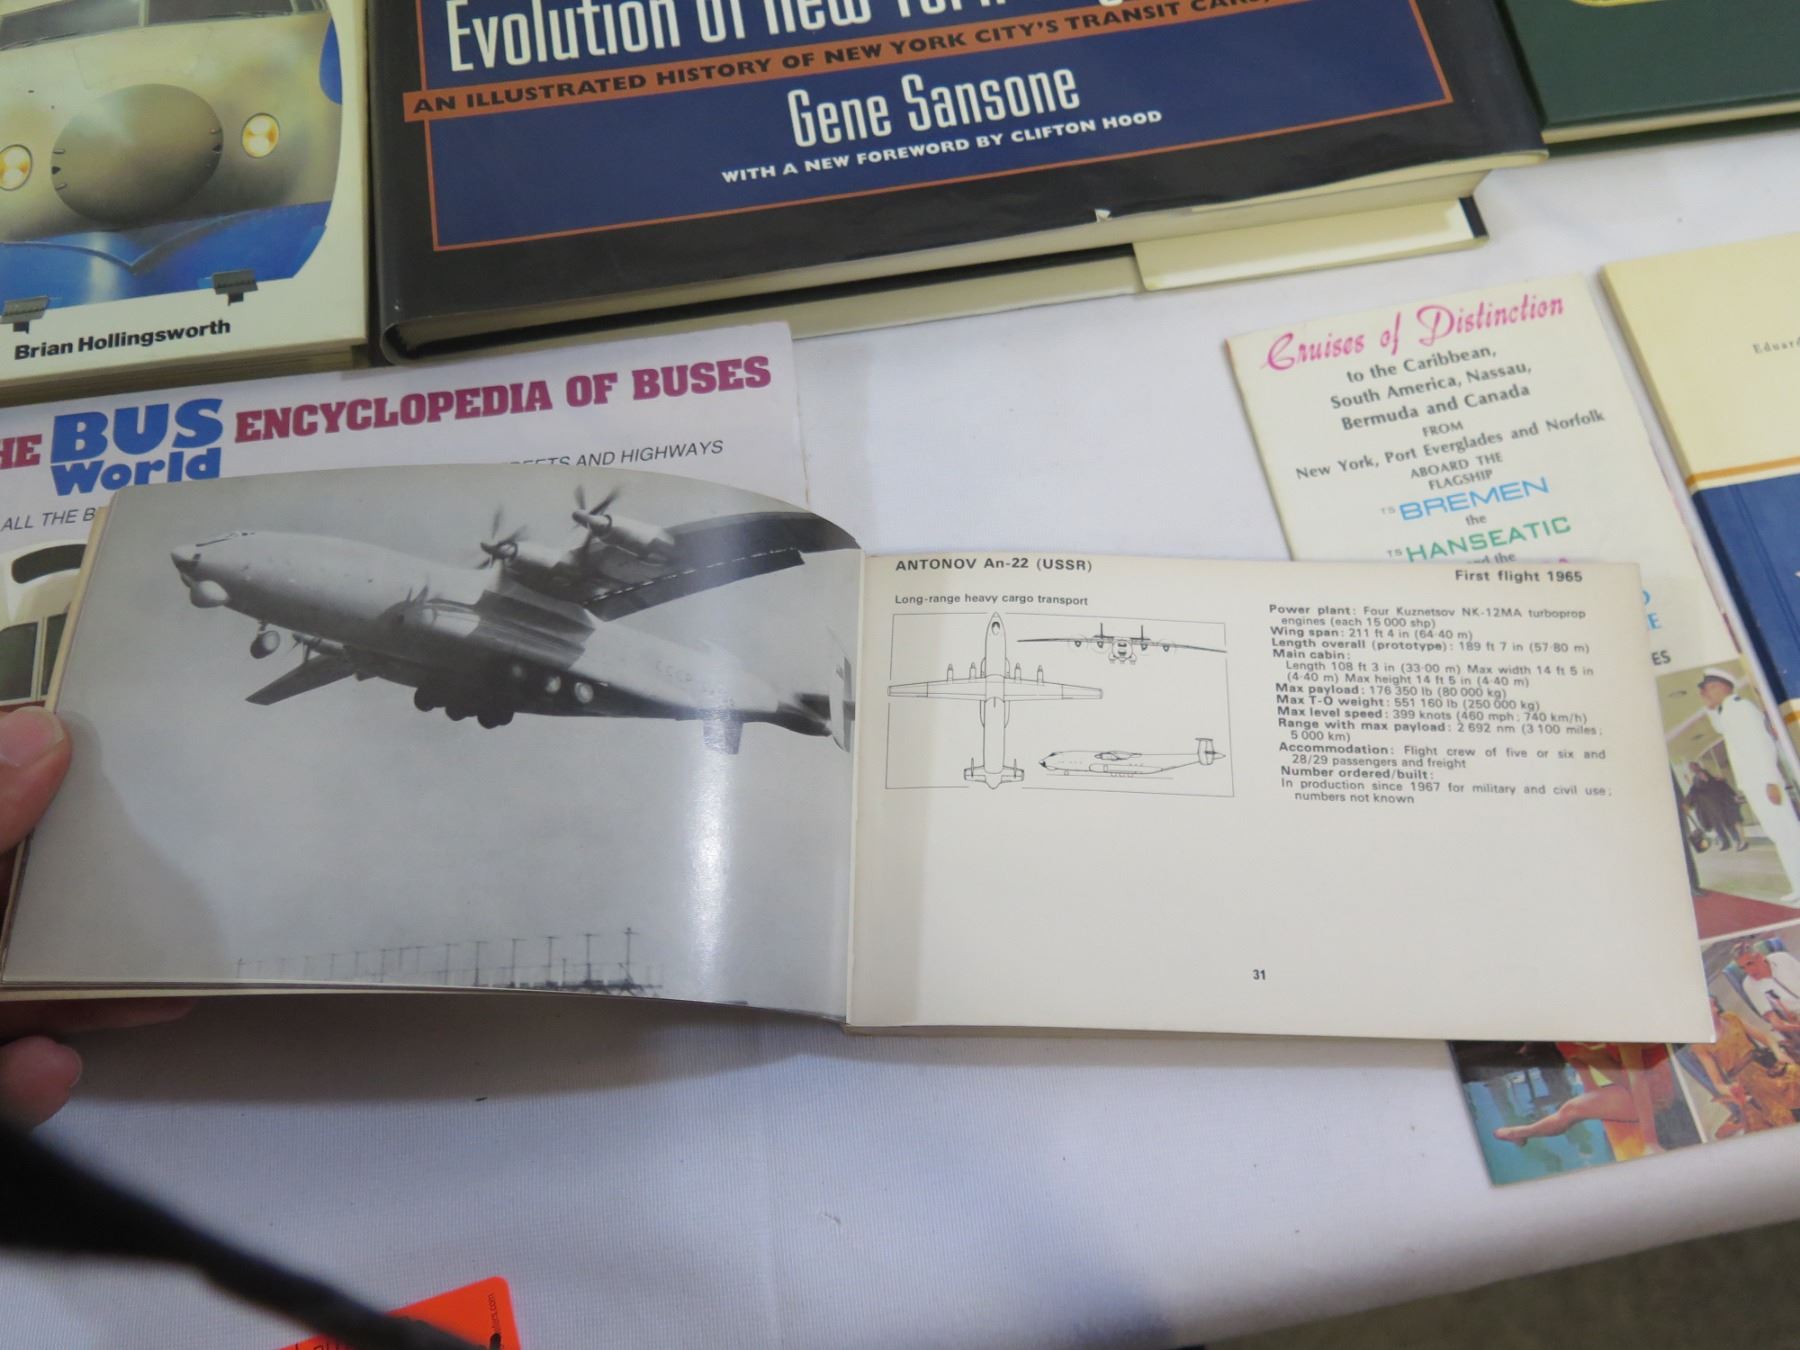 Evolution of New York
AN ILLUSTRATED HISTORY OF NEW YORK CITY'S TRANSIT CARS,
Gene Sansone
WITH A NEW FOREWORD BY CLIFTON HOOD
Brian Hollingsworth
THE BUS World ENCYCLOPEDIA OF BUSES
STREETS AND HIGHWAYS
ALL THE B
Cruises of Distinction
to the Caribbean,
South America, Nassau,
Bermuda and Canada
FROM
New York, Port Everglades and Norfolk
ABOARD THE
FLAGSHIP
TS BREMEN
the
TS HANSEATIC
and the
ES
Eduard
CCCP
ANTONOV An-22 (USSR)
First flight 1965
Long-range heavy cargo transport
Power plant: Four Kuznetsov NK-12MA turboprop
engines (each 15 000 shp)
Wing span: 211 ft 4 in (64·40 m)
Length overall (prototype): 189 ft 7 in (57·80 m)
Main cabin:
Length 108 ft 3 in (33·00 m) Max width 14 ft 5 in
(4·40 m) Max height 14 ft 5 in (4·40 m)
Max payload: 176 350 lb (80 000 kg)
Max T-O weight: 551 160 lb (250 000 kg)
Max level speed: 399 knots (460 mph; 740 km/h)
Range with max payload: 2 692 nm (3 100 miles;
5 000 km)
Accommodation: Flight crew of five or six and
28/29 passengers and freight
Number ordered/built:
In production since 1967 for military and civil use;
numbers not known
31